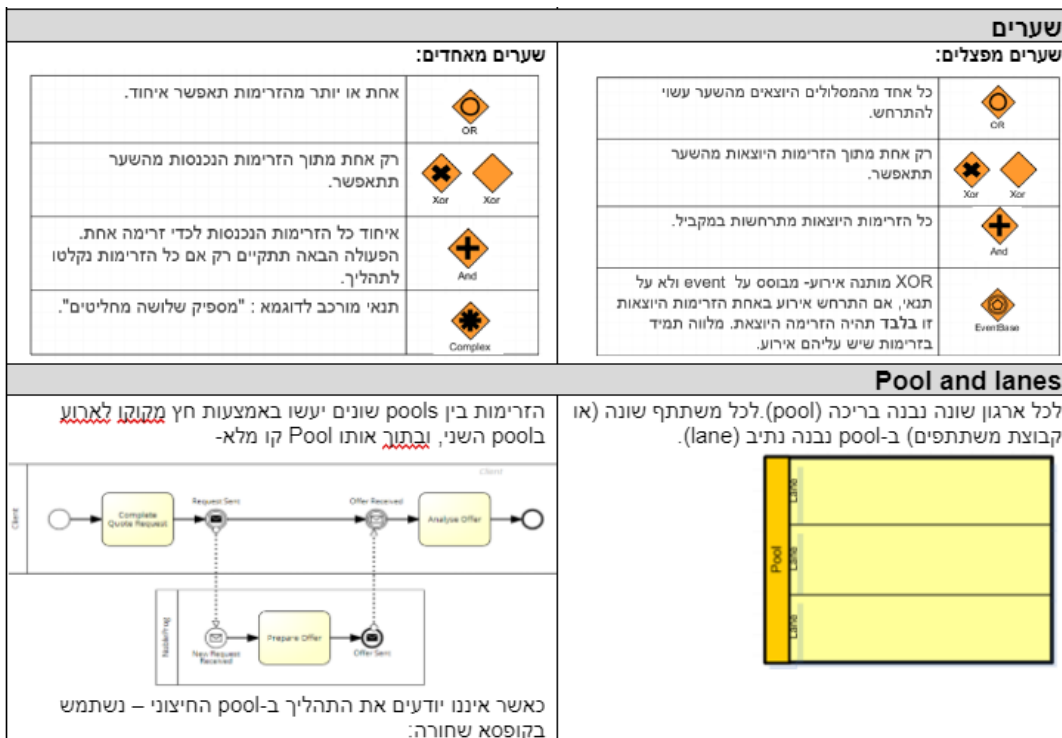 שערים
שערים מפצלים:
כל אחד מהמסלולים היוצאים מהשער עשוי
להתרחש.
OR
רק אחת מתוך הזרימות היוצאות מהשער
תתאפשר.
Xor
Xor
כל הזרימות היוצאות מתרחשות במקביל.
And
XOR מותנה אירוע- מבוסס על event ולא על
תנאי, אם התרחש אירוע באחת הזרימות היוצאות
זו בלבד תהיה הזרימה היוצאת. מלווה תמיד
בזרימות שיש עליהם אירוע.
EventBase
שערים מאחדים:
אחת או יותר מהזרימות תאפשר איחוד.
OR
רק אחת מתוך הזרימות הנכנסות מהשער
תתאפשר.
Xor
Xor
איחוד כל הזרימות הנכנסות לכדי זרימה אחת.
הפעולה הבאה תתקיים רק אם כל הזרימות נקלטו
לתהליך.
And
תנאי מורכב לדוגמא : "מספיק שלושה מחליטים".
Complex
Pool and lanes
לכל ארגון שונה נבנה בריכה (pool).לכל משתתף שונה (או
קבוצת משתתפים) ב-pool נבנה נתיב (lane).
Pool
Lane
Lane
Lane
הזרימות בין pools שונים יעשו באמצעות חץ מקוקו לארוע
בpool השני, ובתוך אותו Pool קו מלא-
Client
Client
Complete
Quote Request
Request Sent
Offer Received
Analyse Offer
New Request
Received
Prepare Offer
Offer Sent
כאשר איננו יודעים את התהליך ב-pool החיצוני – נשתמש
בקופסא שחורה: